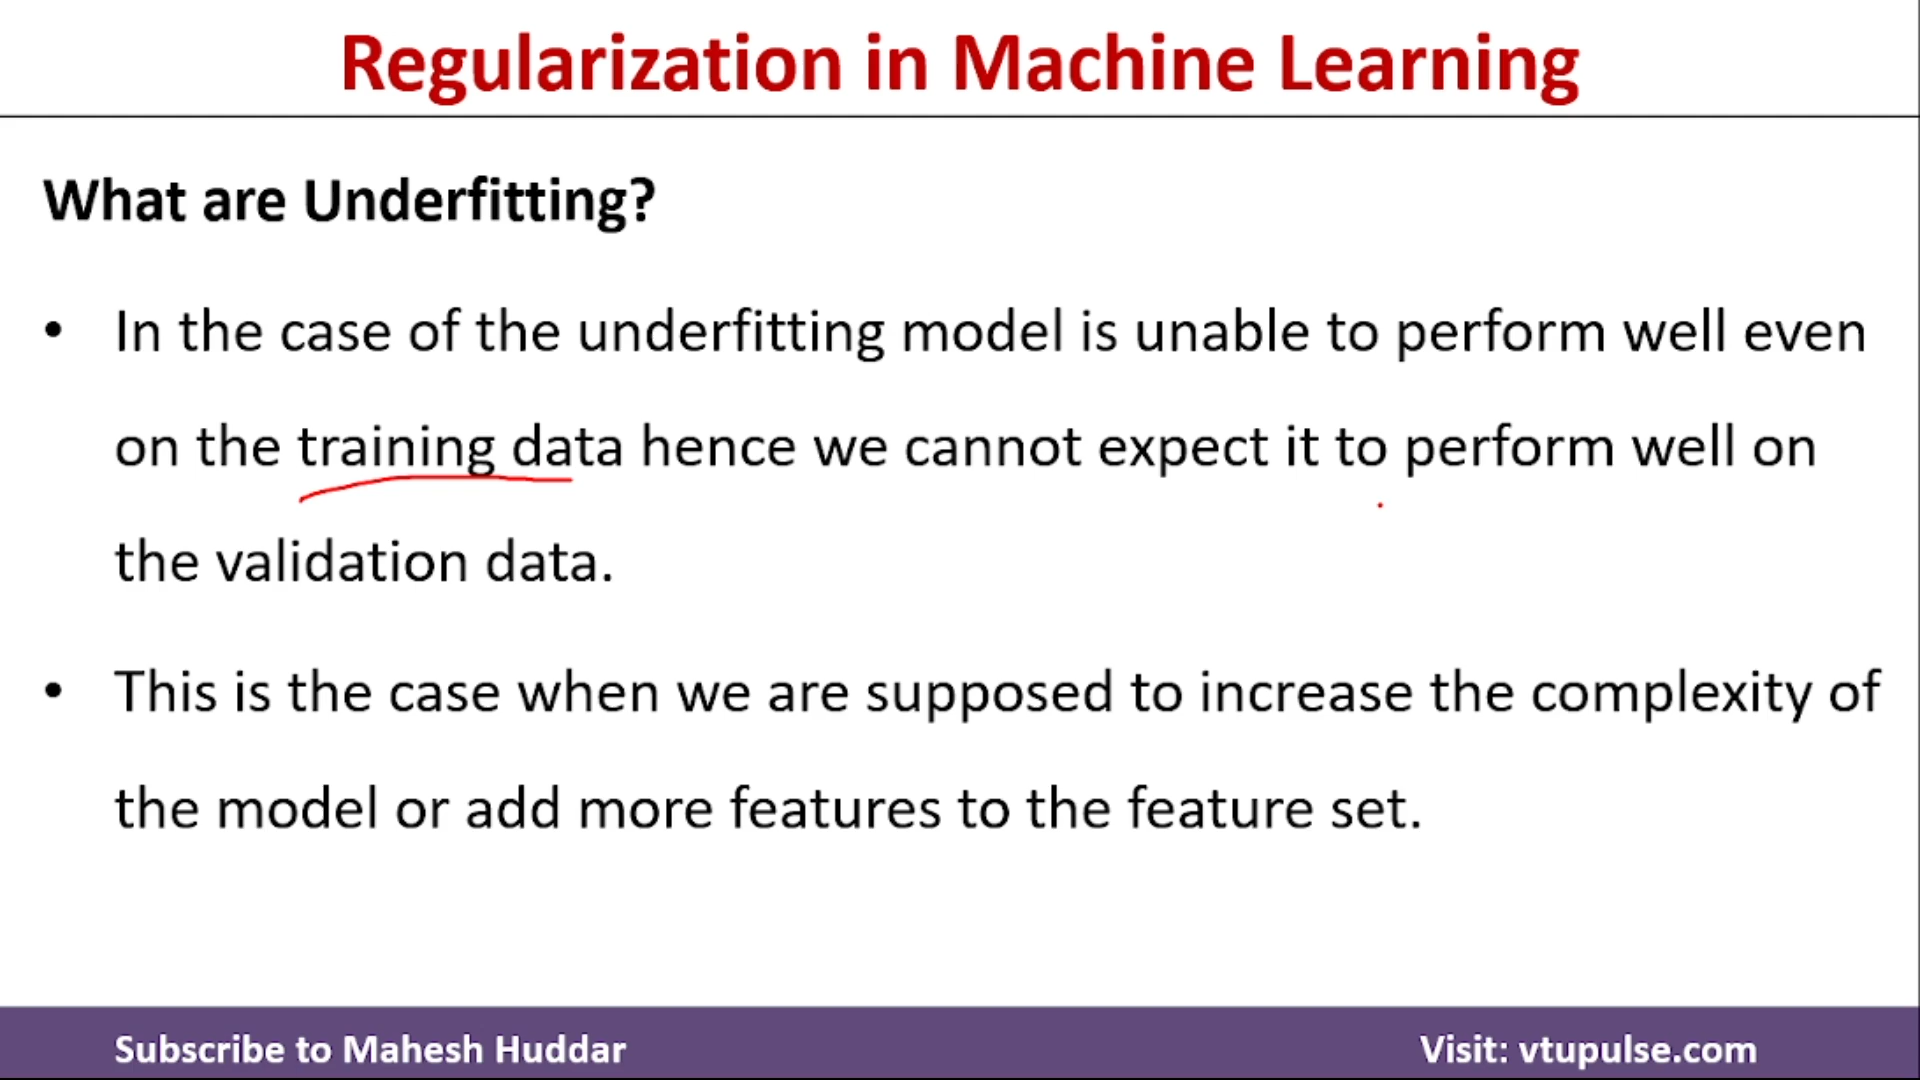 Regularization in Machine Learning
What are Underfitting?
• In the case of the underfitting model is unable to perform well even
on the training data hence we cannot expect it to perform well on
the validation data.
• This is the case when we are supposed to increase the complexity of
the model or add more features to the feature set.
Subscribe to Mahesh Huddar
Visit: vtupulse.com